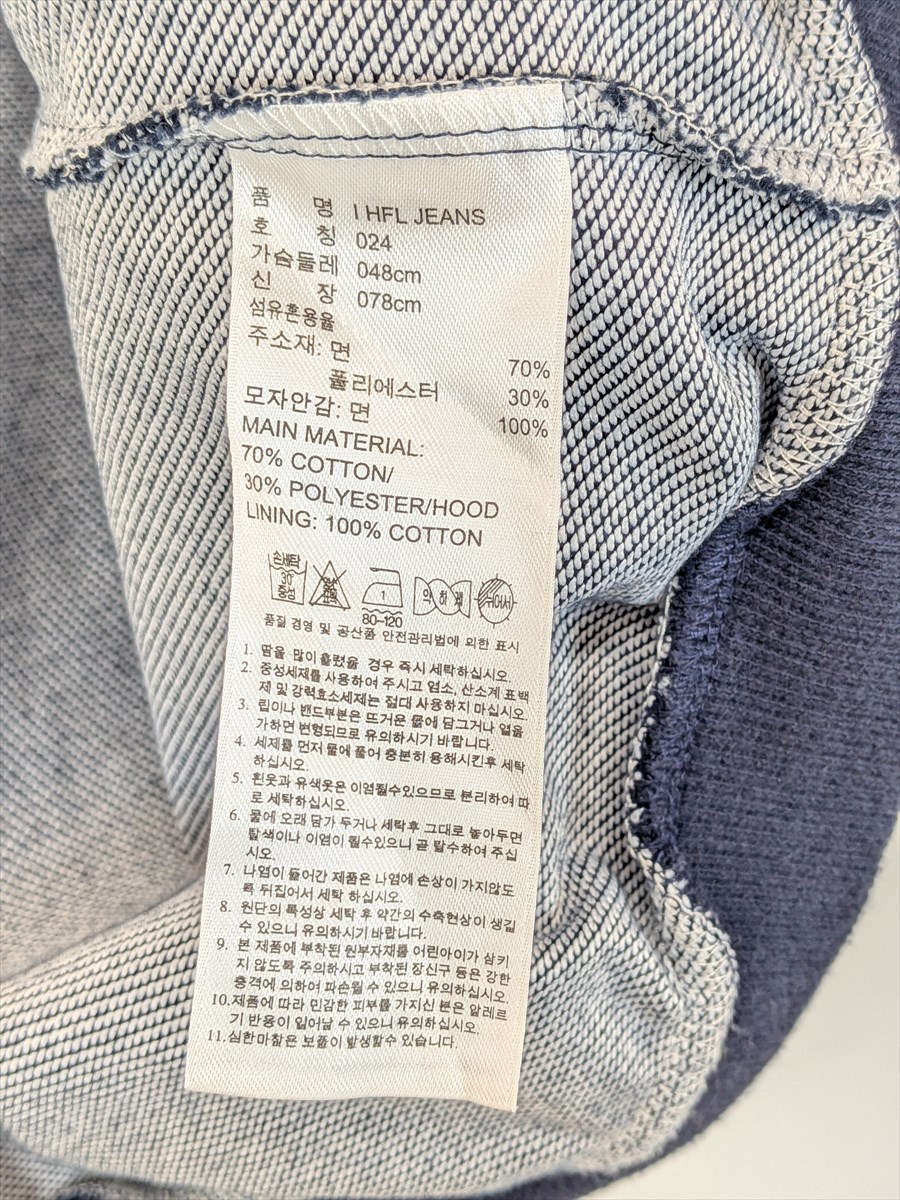 품 명 I HFL JEANS
호 칭 024
가슴둘레 048cm
신 장 078cm
섬유혼용율
주소재: 면 70%
폴리에스터 30%
모자안감: 면 100%
MAIN MATERIAL:
70% COTTON/
30% POLYESTER/HOOD
LINING: 100% COTTON
손세탁
30
중성
염소
표백
1
80~120
약하게
뉘어서
품질 경영 및 공산품 안전관리법에 의한 표시
1. 땀을 많이 흘렸을 경우 즉시 세탁하십시오.
2. 중성세제를 사용하여 주시고 염소, 산소계 표백
제 및 강력효소세제는 절대 사용하지 마십시오.
3. 립이나 밴드부분은 뜨거운 물에 담그거나 열을
가하면 변형되므로 유의하시기 바랍니다.
4. 세제를 먼저 물에 풀어 충분히 용해시킨후 세탁
하십시오.
5. 흰옷과 유색옷은 이염될수있으므로 분리하여 따
로 세탁하십시오.
6. 물에 오래 담가 두거나 세탁후 그대로 놓아두면
탈색이나 이염이 될수있으니 곧 탈수하여 주십
시오.
7. 나염이 들어간 제품은 나염에 손상이 가지않도
록 뒤집어서 세탁 하십시오.
8. 원단의 특성상 세탁 후 약간의 수축현상이 생길
수 있으니 유의하시기 바랍니다.
9. 본 제품에 부착된 원부자재를 어린아이가 삼키
지 않도록 주의하시고 부착된 장신구 등은 강한
충격에 의하여 파손될 수 있으니 유의하십시오.
10.제품에 따라 민감한 피부를 가지신 분은 알레르
기 반응이 일어날 수 있으니 유의하십시오.
11.심한마찰은 보풀이 발생할수 있습니다.